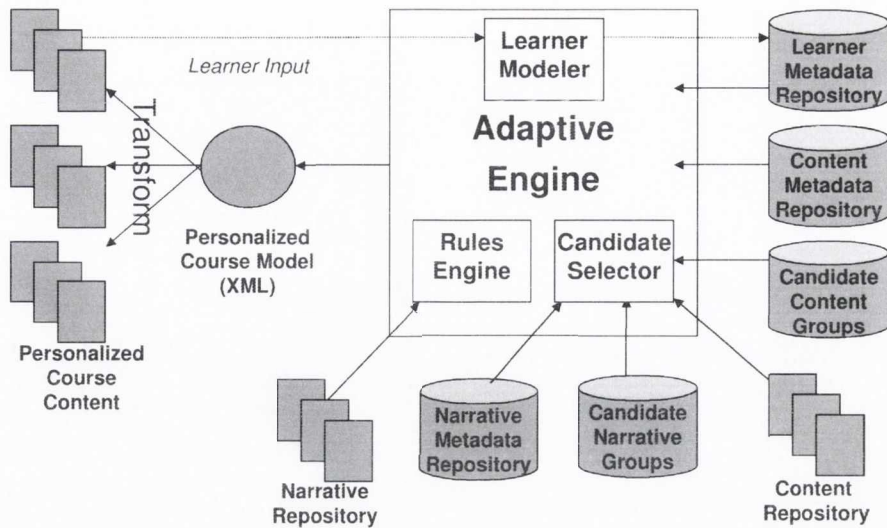 Learner Input
Transform
Personalized
Course Model
(XML)
Personalized
Course
Content
Learner
Modeler
Adaptive
Engine
Rules
Engine
Candidate
Selector
Learner
Metadata
Repository
Content
Metadata
Repository
Candidate
Content
Groups
Narrative
Repository
Narrative
Metadata
Repository
Candidate
Narrative
Groups
Content
Repository